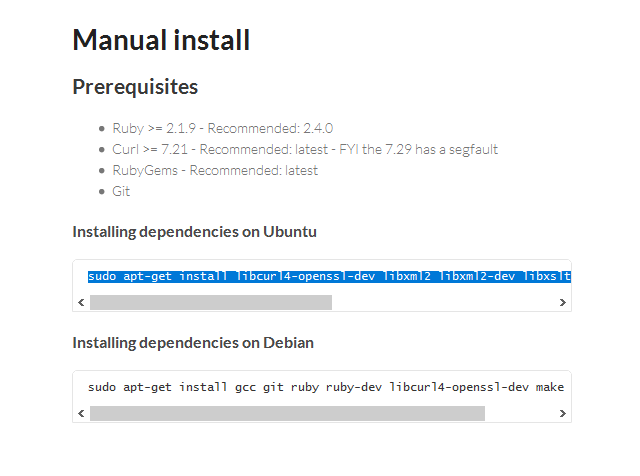 Manual install
Prerequisites
Ruby >= 2.1.9 - Recommended: 2.4.0
Curl >= 7.21 - Recommended: latest - FYI the 7.29 has a segfault
RubyGems - Recommended: latest
Git
Installing dependencies on Ubuntu
sudo apt-get install libcurl4-openssl-dev libxml2 libxml2-dev libxslt
Installing dependencies on Debian
sudo apt-get install gcc git ruby ruby-dev libcurl4-openssl-dev make